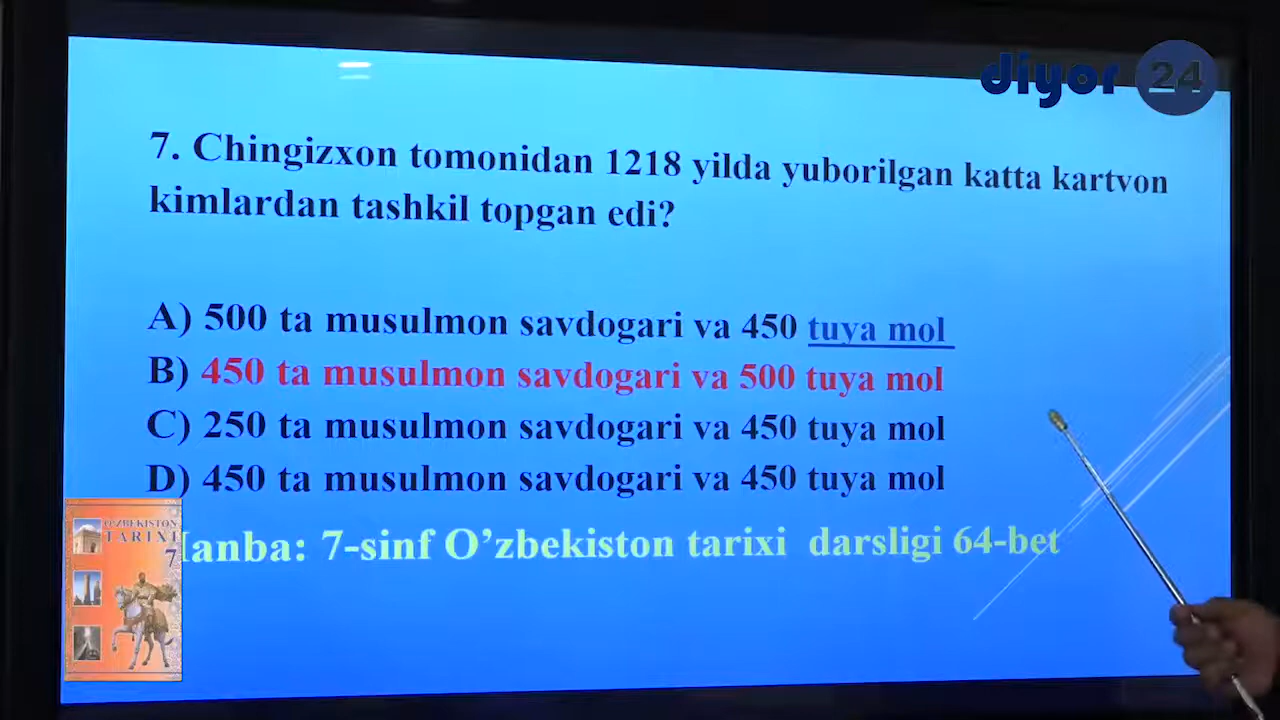 diyor 24
7. Chingizxon tomonidan 1218 yilda yuborilgan katta kartvon
kimlardan tashkil topgan edi?
A) 500 ta musulmon savdogari va 450 tuya mol
B) 450 ta musulmon savdogari va 500 tuya mol
C) 250 ta musulmon savdogari va 450 tuya mol
D) 450 ta musulmon savdogari va 450 tuya mol
O'ZBEKISTON
TARIXI
7
anba: 7-sinf O’zbekiston tarixi darsligi 64-bet